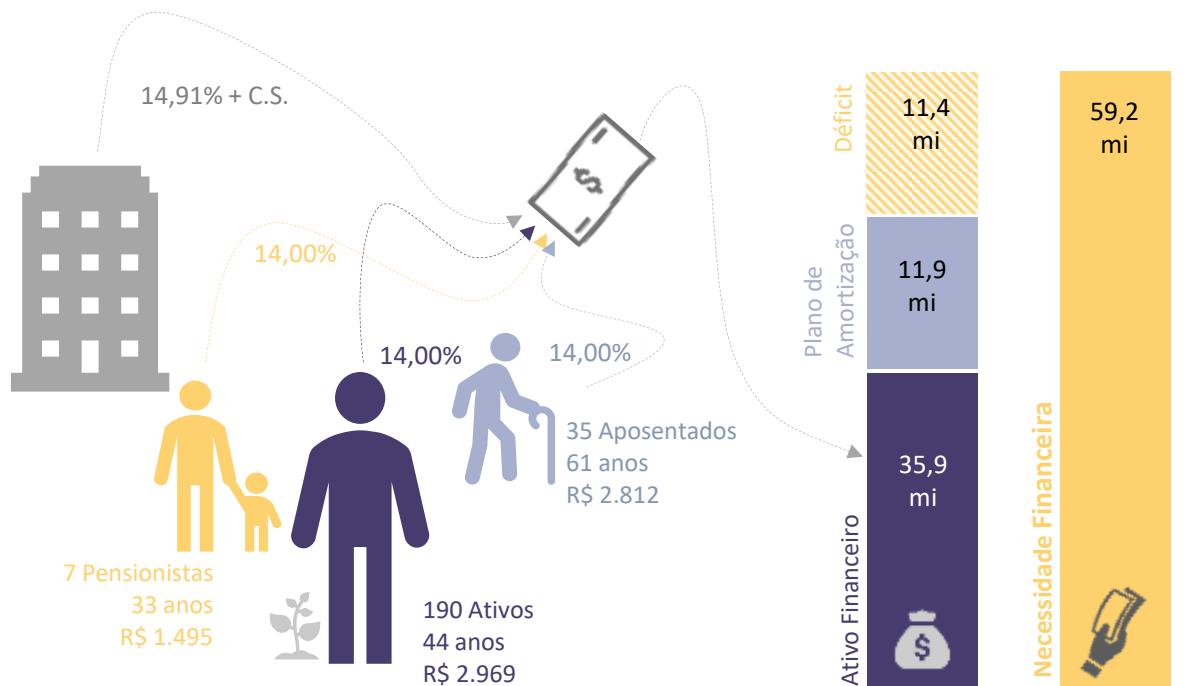 14,91% + C.S.
14,00%
14,00%
14,00%
7 Pensionistas
33 anos
R$ 1.495
190 Ativos
44 anos
R$ 2.969
35 Aposentados
61 anos
R$ 2.812
$
Déficit
11,4
mi
Plano de
Amortização
11,9
mi
Ativo Financeiro
35,9
mi
$
Necessidade Financeira
59,2
mi